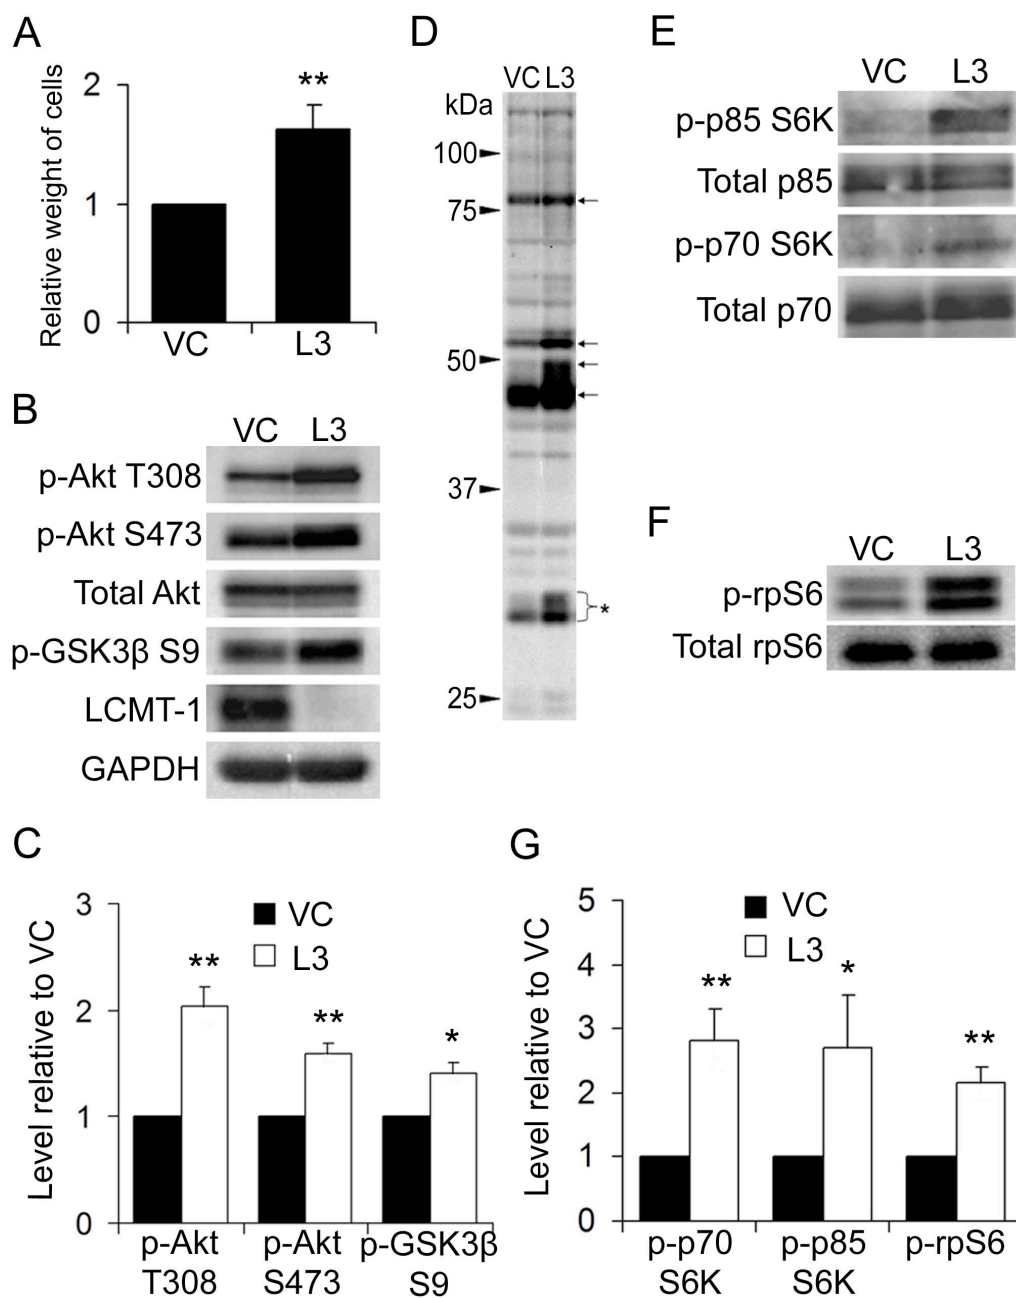 A
Relative weight of cells
2
1
0
**
VC
L3
B
VC L3
p-Akt T308
p-Akt S473
Total Akt
p-GSK3β S9
LCMT-1
GAPDH
C
Level relative to VC
3
2
1
0
VC
L3
**
**
*
p-Akt
T308
p-Akt
S473
p-GSK3β
S9
D
VC L3
kDa
100
75
50
37
25
*
E
VC L3
p-p85 S6K
Total p85
p-p70 S6K
Total p70
F
VC L3
p-rpS6
Total rpS6
G
Level relative to VC
5
4
3
2
1
0
VC
L3
**
*
**
p-p70
S6K
p-p85
S6K
p-rpS6